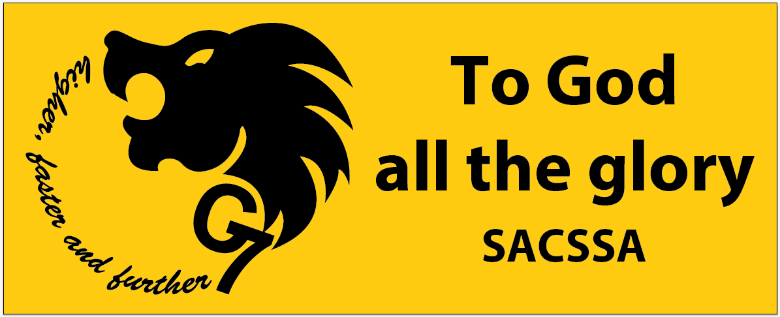 higher, faster and further
G7
To God
all the glory
SACSSA